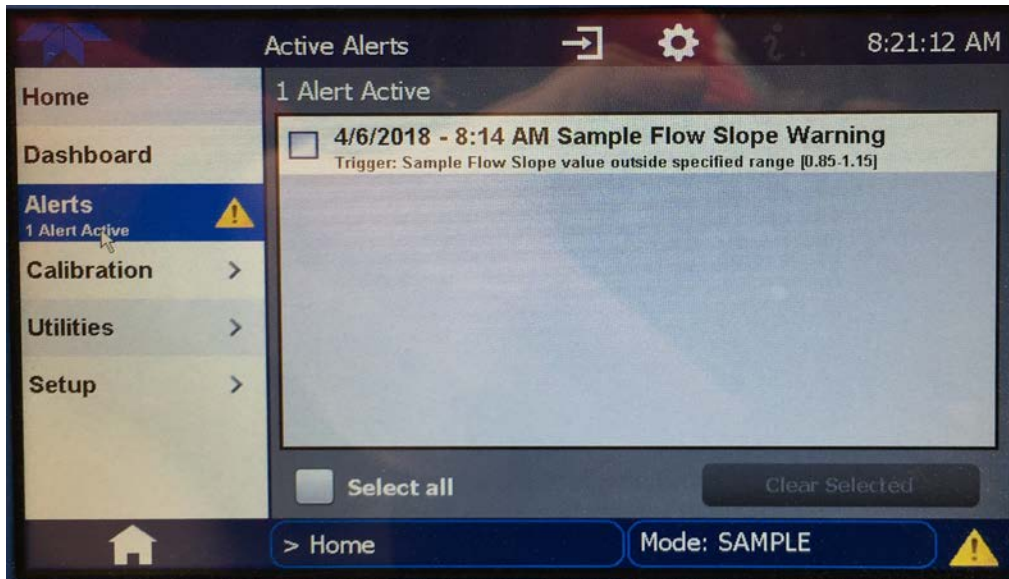 Active Alerts
8:21:12 AM
Home
Dashboard
Alerts
1 Alert Active
Calibration
Utilities
Setup
1 Alert Active
4/6/2018 - 8:14 AM Sample Flow Slope Warning
Trigger: Sample Flow Slope value outside specified range [0.85-1.15]
Select all
Clear Selected
> Home
Mode: SAMPLE